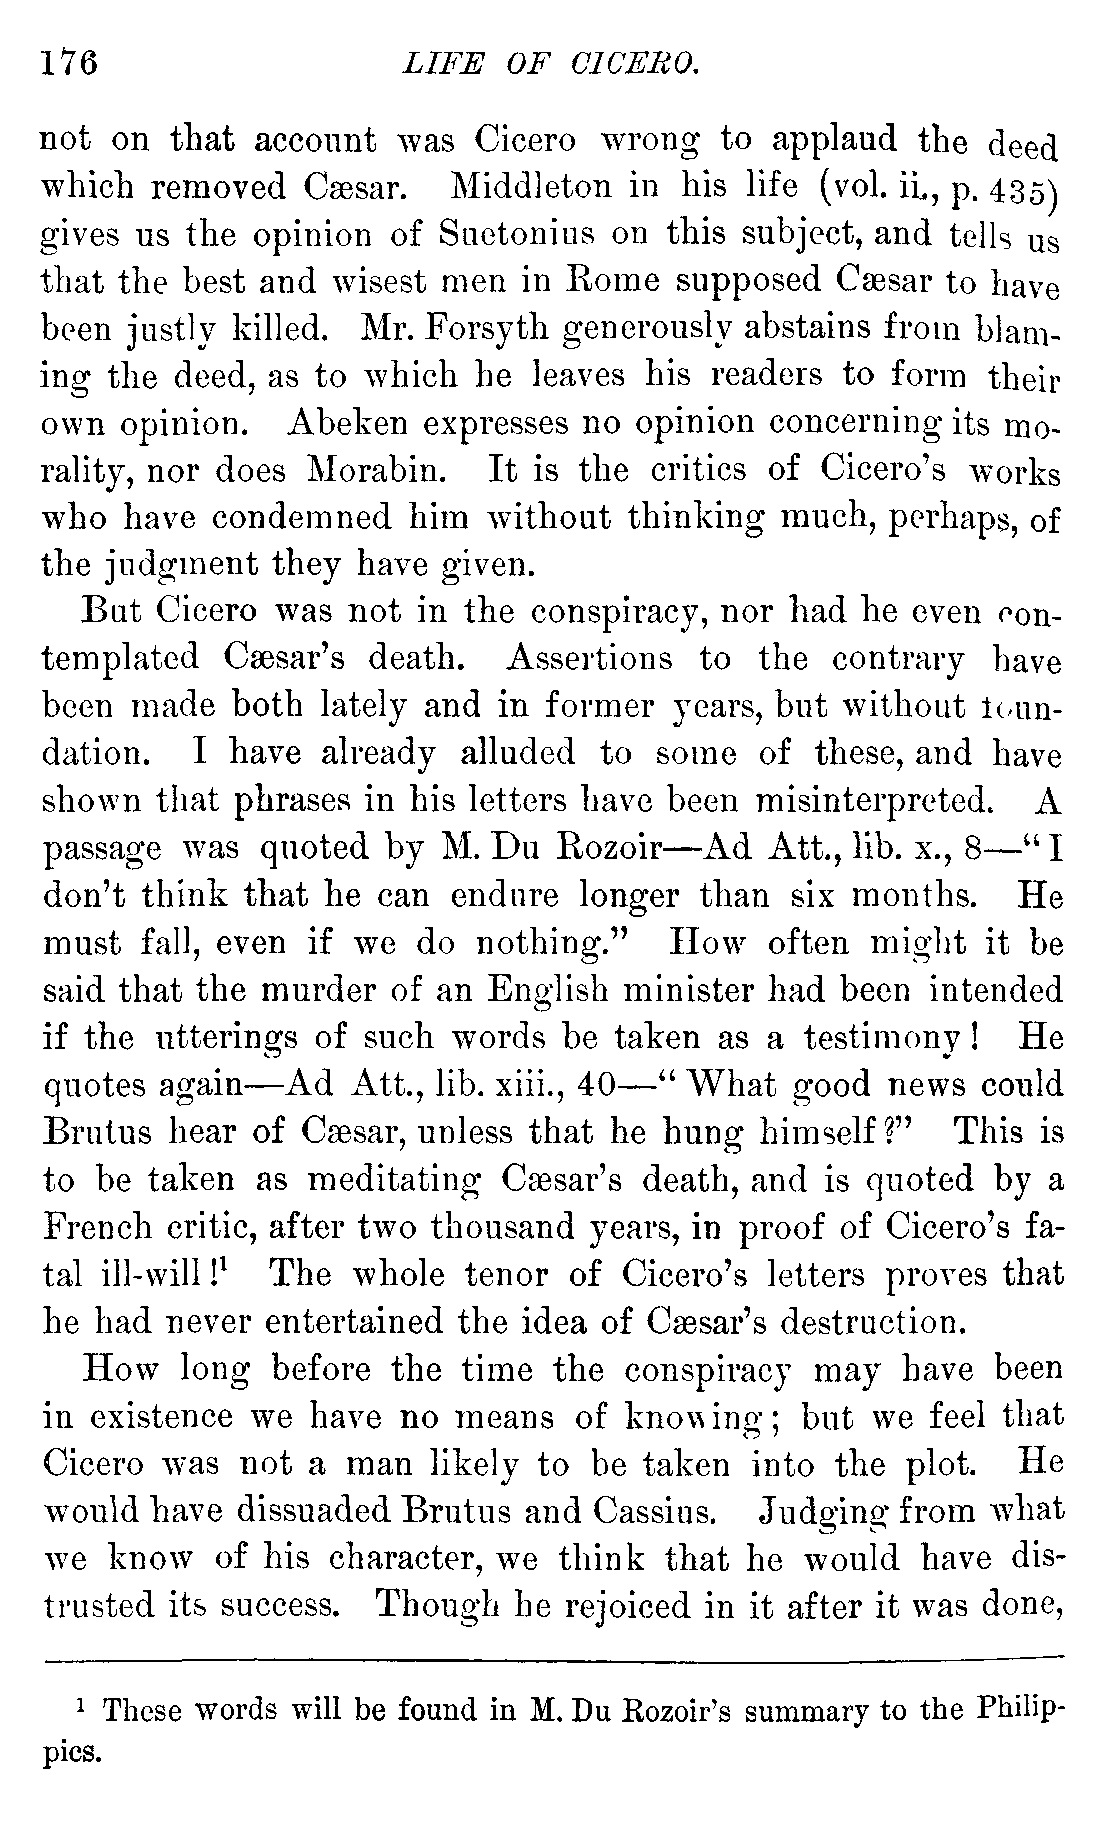 176 LIFE OF CICERO.
not on that account was Cicero wrong to applaud the deed
which removed Cæsar. Middleton in his life (vol. ii., p. 435)
gives us the opinion of Suetonius on this subject, and tells us
that the best and wisest men in Rome supposed Cæsar to have
been justly killed. Mr. Forsyth generously abstains from blam-
ing the deed, as to which he leaves his readers to form their
own opinion. Abeken expresses no opinion concerning its mo-
rality, nor does Morabin. It is the critics of Cicero's works
who have condemned him without thinking much, perhaps, of
the judgment they have given.
But Cicero was not in the conspiracy, nor had he even con-
templated Cæsar's death. Assertions to the contrary have
been made both lately and in former years, but without foun-
dation. I have already alluded to some of these, and have
shown that phrases in his letters have been misinterpreted. A
passage was quoted by M. Du Rozoir—Ad Att., lib. x., 8—“I
don't think that he can endure longer than six months. He
must fall, even if we do nothing.” How often might it be
said that the murder of an English minister had been intended
if the utterings of such words be taken as a testimony! He
quotes again—Ad Att., lib. xiii., 40—“What good news could
Brutus hear of Cæsar, unless that he hung himself?” This is
to be taken as meditating Cæsar's death, and is quoted by a
French critic, after two thousand years, in proof of Cicero's fa-
tal ill-will!¹ The whole tenor of Cicero's letters proves that
he had never entertained the idea of Cæsar's destruction.
How long before the time the conspiracy may have been
in existence we have no means of knowing; but we feel that
Cicero was not a man likely to be taken into the plot. He
would have dissuaded Brutus and Cassius. Judging from what
we know of his character, we think that he would have dis-
trusted its success. Though he rejoiced in it after it was done,
¹ These words will be found in M. Du Rozoir's summary to the Philip-
pics.